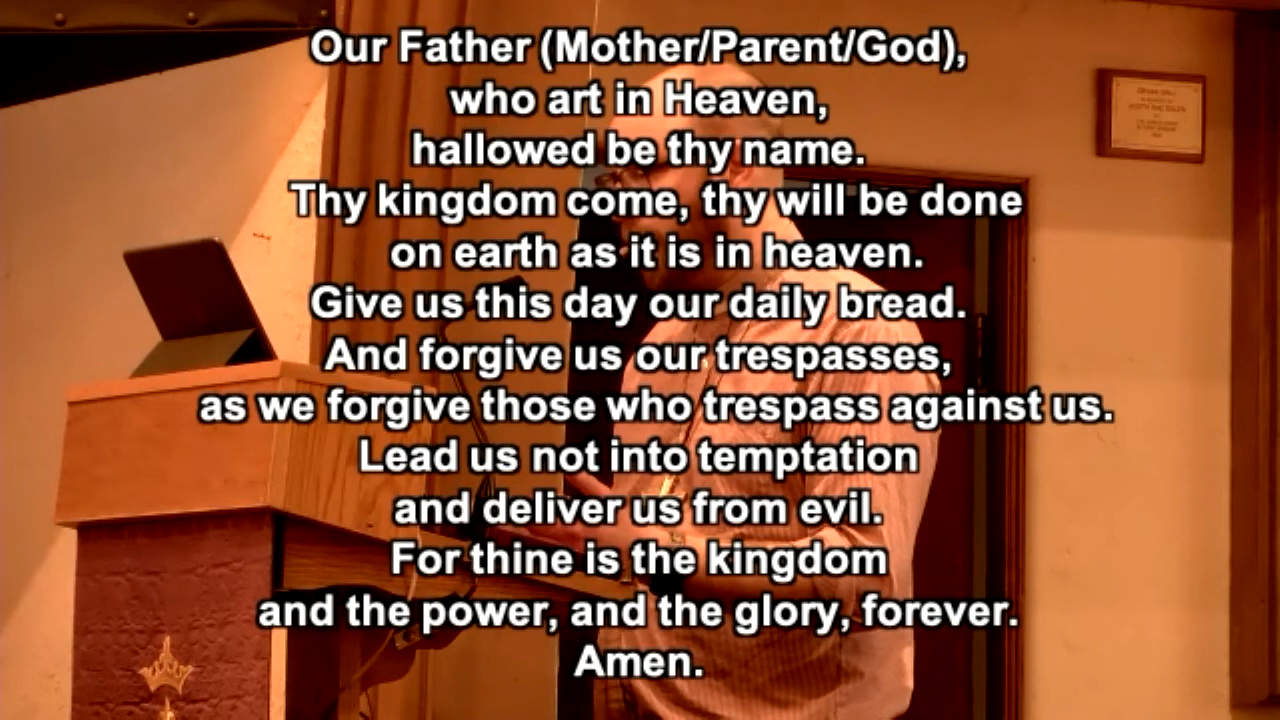 Our Father (Mother/Parent/God),
who art in Heaven,
hallowed be thy name.
Thy kingdom come, thy will be done
on earth as it is in heaven.
Give us this day our daily bread.
And forgive us our trespasses,
as we forgive those who trespass against us.
Lead us not into temptation
and deliver us from evil.
For thine is the kingdom
and the power, and the glory, forever.
Amen.